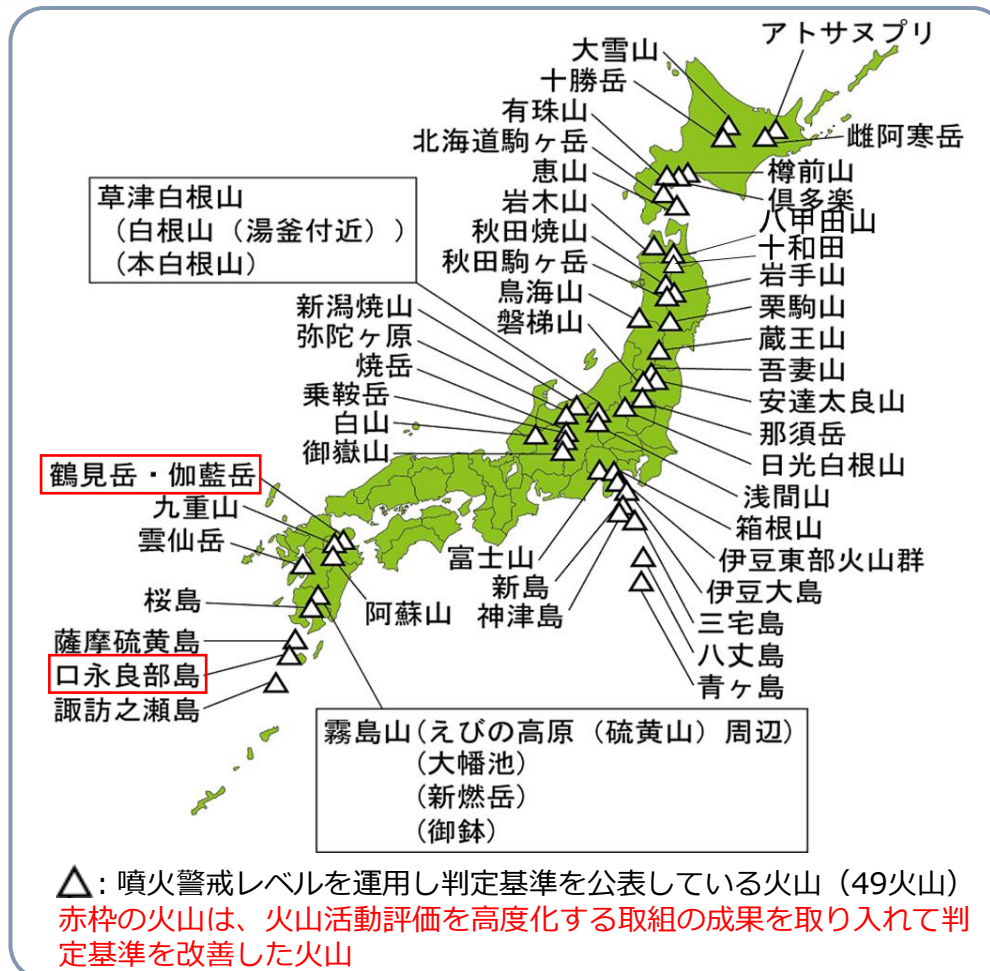 アトサヌプリ
大雪山
十勝岳
有珠山
北海道駒ヶ岳
恵山
岩木山
秋田焼山
秋田駒ヶ岳
鳥海山
磐梯山
雌阿寒岳
樽前山
倶多楽
八甲田山
十和田
岩手山
栗駒山
蔵王山
吾妻山
安達太良山
那須岳
日光白根山
浅間山
箱根山
伊豆東部火山群
伊豆大島
三宅島
八丈島
青ヶ島
草津白根山
(白根山(湯釜付近))
(本白根山)
新潟焼山
弥陀ヶ原
焼岳
乗鞍岳
白山
御嶽山
鶴見岳・伽藍岳
九重山
雲仙岳
富士山
新島
神津島
阿蘇山
桜島
薩摩硫黄島
口永良部島
諏訪之瀬島
霧島山(えびの高原(硫黄山)周辺)
(大幡池)
(新燃岳)
(御鉢)
△:噴火警戒レベルを運用し判定基準を公表している火山(49火山)
赤枠の火山は、火山活動評価を高度化する取組の成果を取り入れて判
定基準を改善した火山